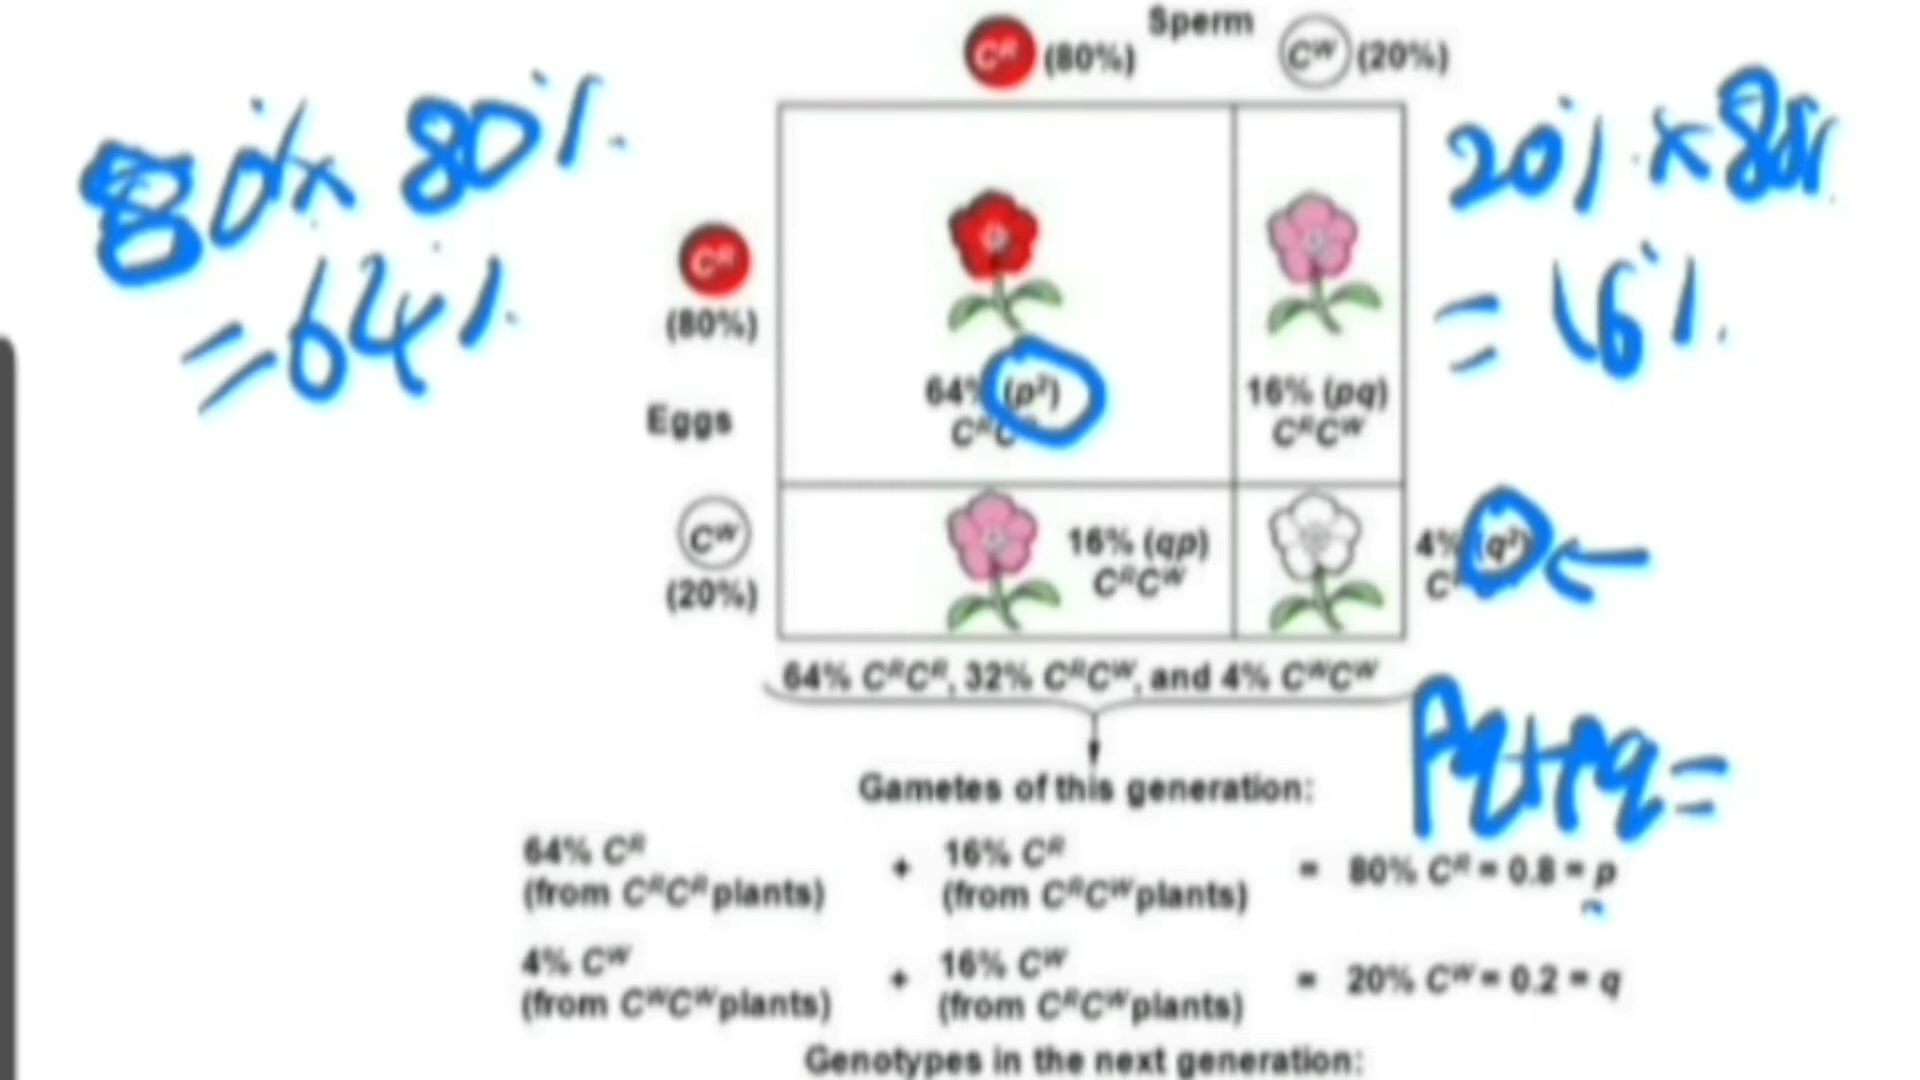 Sperm
C^R (80%) C^W (20%)
80% x 80%
= 64%
20% x 80%
= 16%
C^R
(80%)
Eggs
64% (p²)
16% (pq)
C^RC^W
C^W
(20%)
16% (qp)
C^RC^W
4% (q²)
64% C^RC^R, 32% C^RC^W, and 4% C^WC^W
pq+pq=
Gametes of this generation:
64% C^R + 16% C^R = 80% C^R = 0.8 = p
(from C^RC^R plants) (from C^RC^W plants)
4% C^W + 16% C^W = 20% C^W = 0.2 = q
(from C^WC^W plants) (from C^RC^W plants)
Genotypes in the next generation: